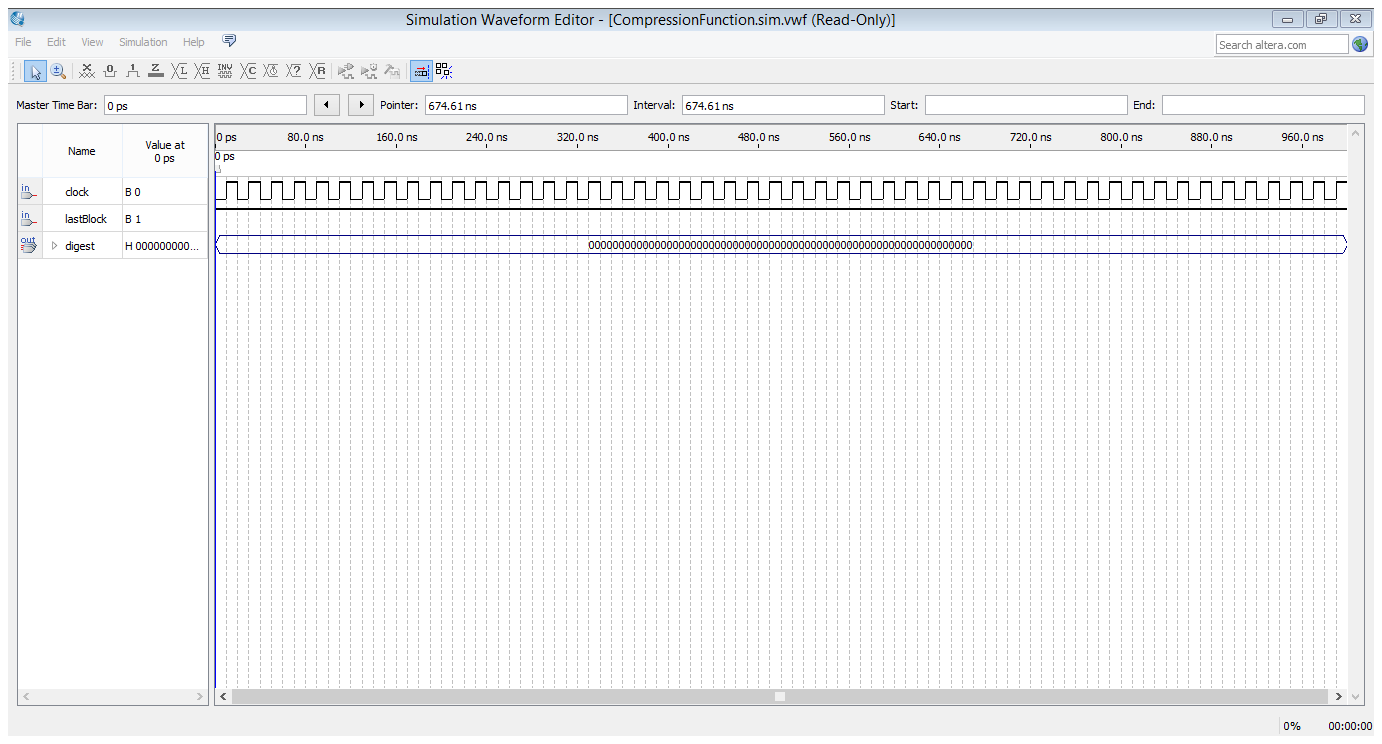 Simulation Waveform Editor - [CompressionFunction.sim.vwf (Read-Only)]
File Edit View Simulation Help
Search altera.com
Master Time Bar: 0 ps Pointer: 674.61 ns Interval: 674.61 ns Start: End:
Name Value at 0 ps
0 ps 80.0 ns 160.0 ns 240.0 ns 320.0 ns 400.0 ns 480.0 ns 560.0 ns 640.0 ns 720.0 ns 800.0 ns 880.0 ns 960.0 ns
0 ps
in clock B 0
in lastBlock B 1
out digest H 000000000... 0000000000000000000000000000000000000000000000000000000000000000
0% 00:00:00